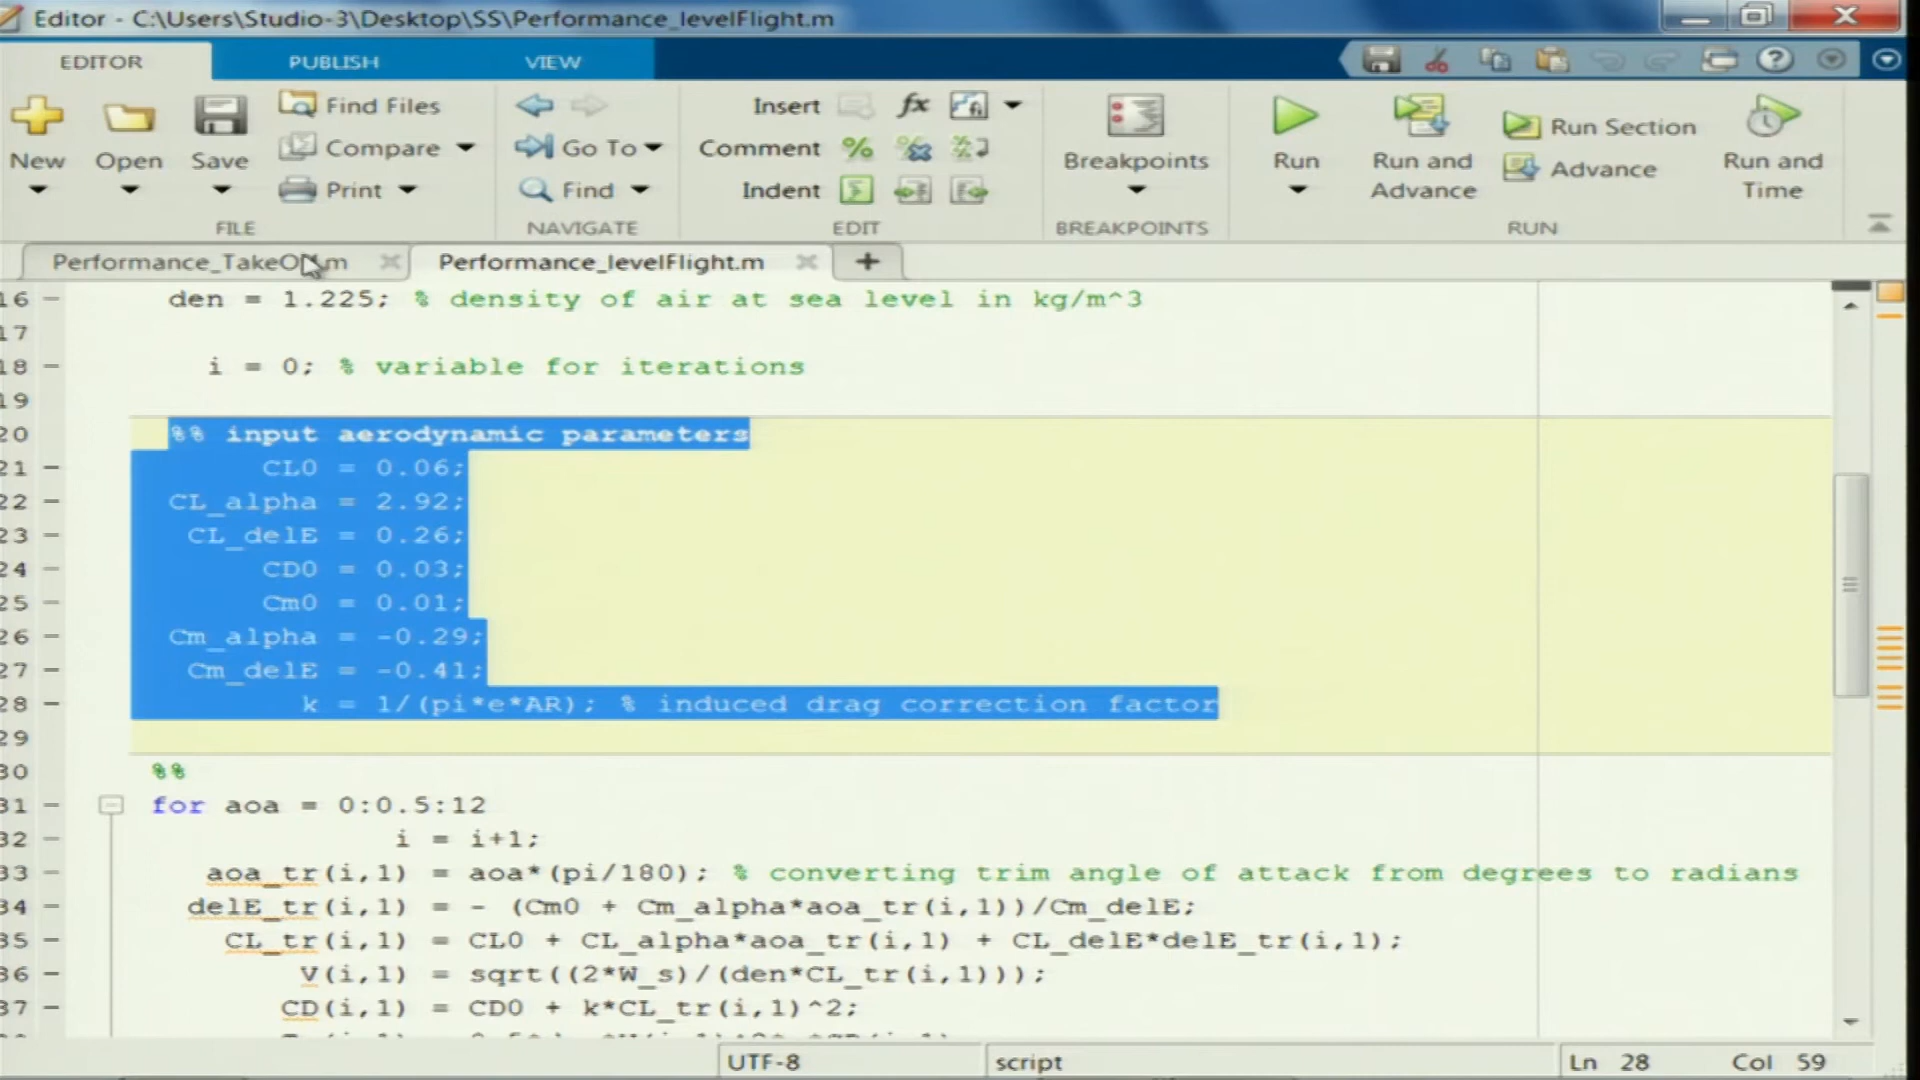 Editor - C:\Users\Studio-3\Desktop\SS\Performance_levelFlight.m
EDITOR PUBLISH VIEW
New Open Save Find Files Compare Print
FILE
Go To Find
NAVIGATE
Insert fx
Comment
Indent
EDIT
Breakpoints
BREAKPOINTS
Run Run and Advance Run Section Advance Run and Time
RUN
Performance_TakeOff.m Performance_levelFlight.m
16 den = 1.225; % density of air at sea level in kg/m^3
17
18 i = 0; % variable for iterations
19
20 %% input aerodynamic parameters
21 CL0 = 0.06;
22 CL_alpha = 2.92;
23 CL_delE = 0.26;
24 CD0 = 0.03;
25 Cm0 = 0.01;
26 Cm_alpha = -0.29;
27 Cm_delE = -0.41;
28 k = 1/(pi*e*AR); % induced drag correction factor
29
30 %%
31 for aoa = 0:0.5:12
32 i = i+1;
33 aoa_tr(i,1) = aoa*(pi/180); % converting trim angle of attack from degrees to radians
34 delE_tr(i,1) = - (Cm0 + Cm_alpha*aoa_tr(i,1))/Cm_delE;
35 CL_tr(i,1) = CL0 + CL_alpha*aoa_tr(i,1) + CL_delE*delE_tr(i,1);
36 V(i,1) = sqrt((2*W_s)/(den*CL_tr(i,1)));
37 CD(i,1) = CD0 + k*CL_tr(i,1)^2;
UTF-8 script Ln 28 Col 59